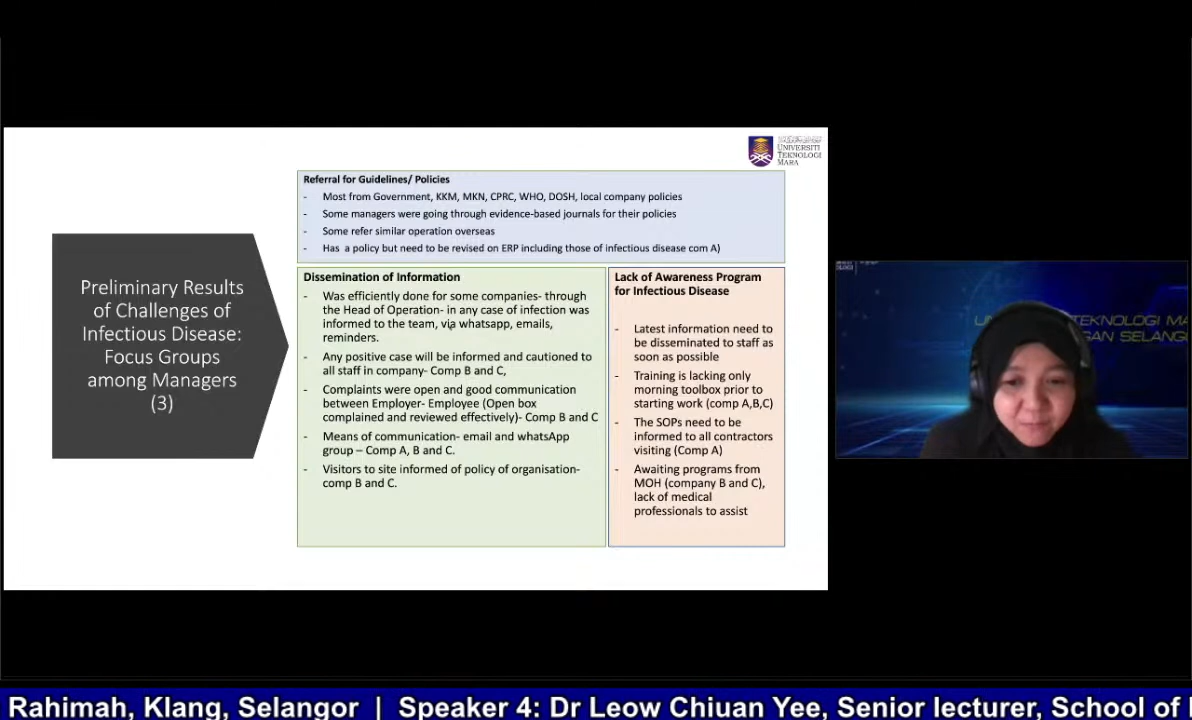 UNIVERSITI
TEKNOLOGI
MARA
Preliminary Results
of Challenges of
Infectious Disease:
Focus Groups
among Managers
(3)
Referral for Guidelines/ Policies
- Most from Government, KKM, MKN, CPRC, WHO, DOSH, local company policies
- Some managers were going through evidence-based journals for their policies
- Some refer similar operation overseas
- Has a policy but need to be revised on ERP including those of infectious disease com A)
Dissemination of Information
- Was efficiently done for some companies- through
the Head of Operation- in any case of infection was
informed to the team, via whatsapp, emails,
reminders.
- Any positive case will be informed and cautioned to
all staff in company- Comp B and C,
- Complaints were open and good communication
between Employer- Employee (Open box
complained and reviewed effectively)- Comp B and C
- Means of communication- email and whatsApp
group – Comp A, B and C.
- Visitors to site informed of policy of organisation-
comp B and C.
Lack of Awareness Program
for Infectious Disease
- Latest information need to
be disseminated to staff as
soon as possible
- Training is lacking only
morning toolbox prior to
starting work (comp A,B,C)
- The SOPs need to be
informed to all contractors
visiting (Comp A)
- Awaiting programs from
MOH (company B and C),
lack of medical
professionals to assist
TEKNOLOGI MA
GAN SELANG
Rahimah, Klang, Selangor | Speaker 4: Dr Leow Chiuan Yee, Senior lecturer, School of